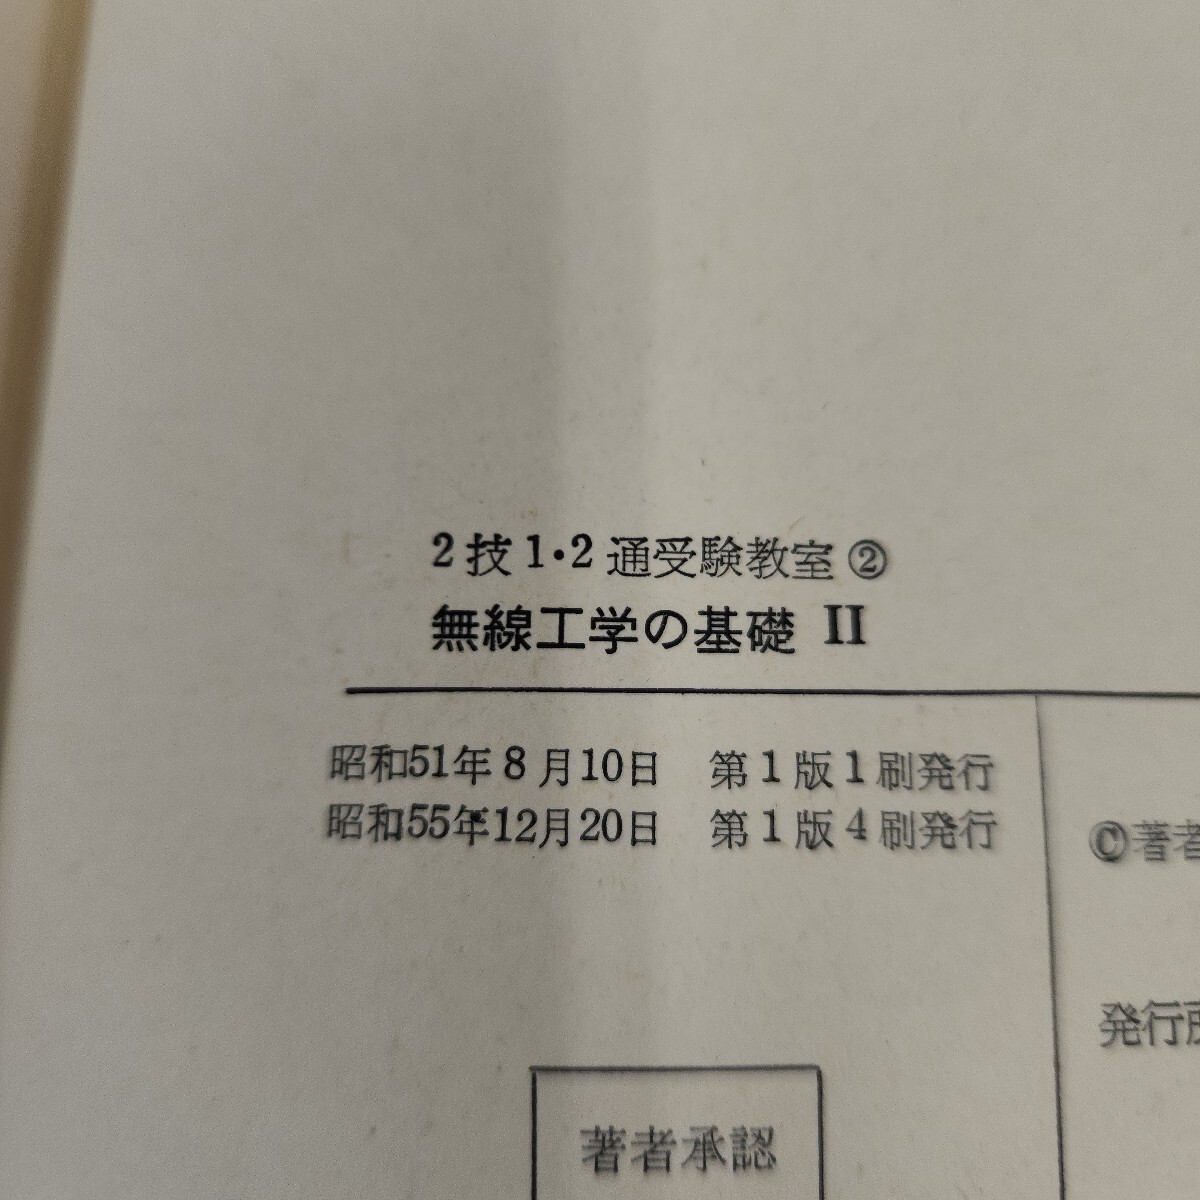 2技1・2通受験教室②
無線工学の基礎 II
昭和51年8月10日 第1版1刷発行
昭和55年12月20日 第1版4刷発行
©著者
発行所
著者承認